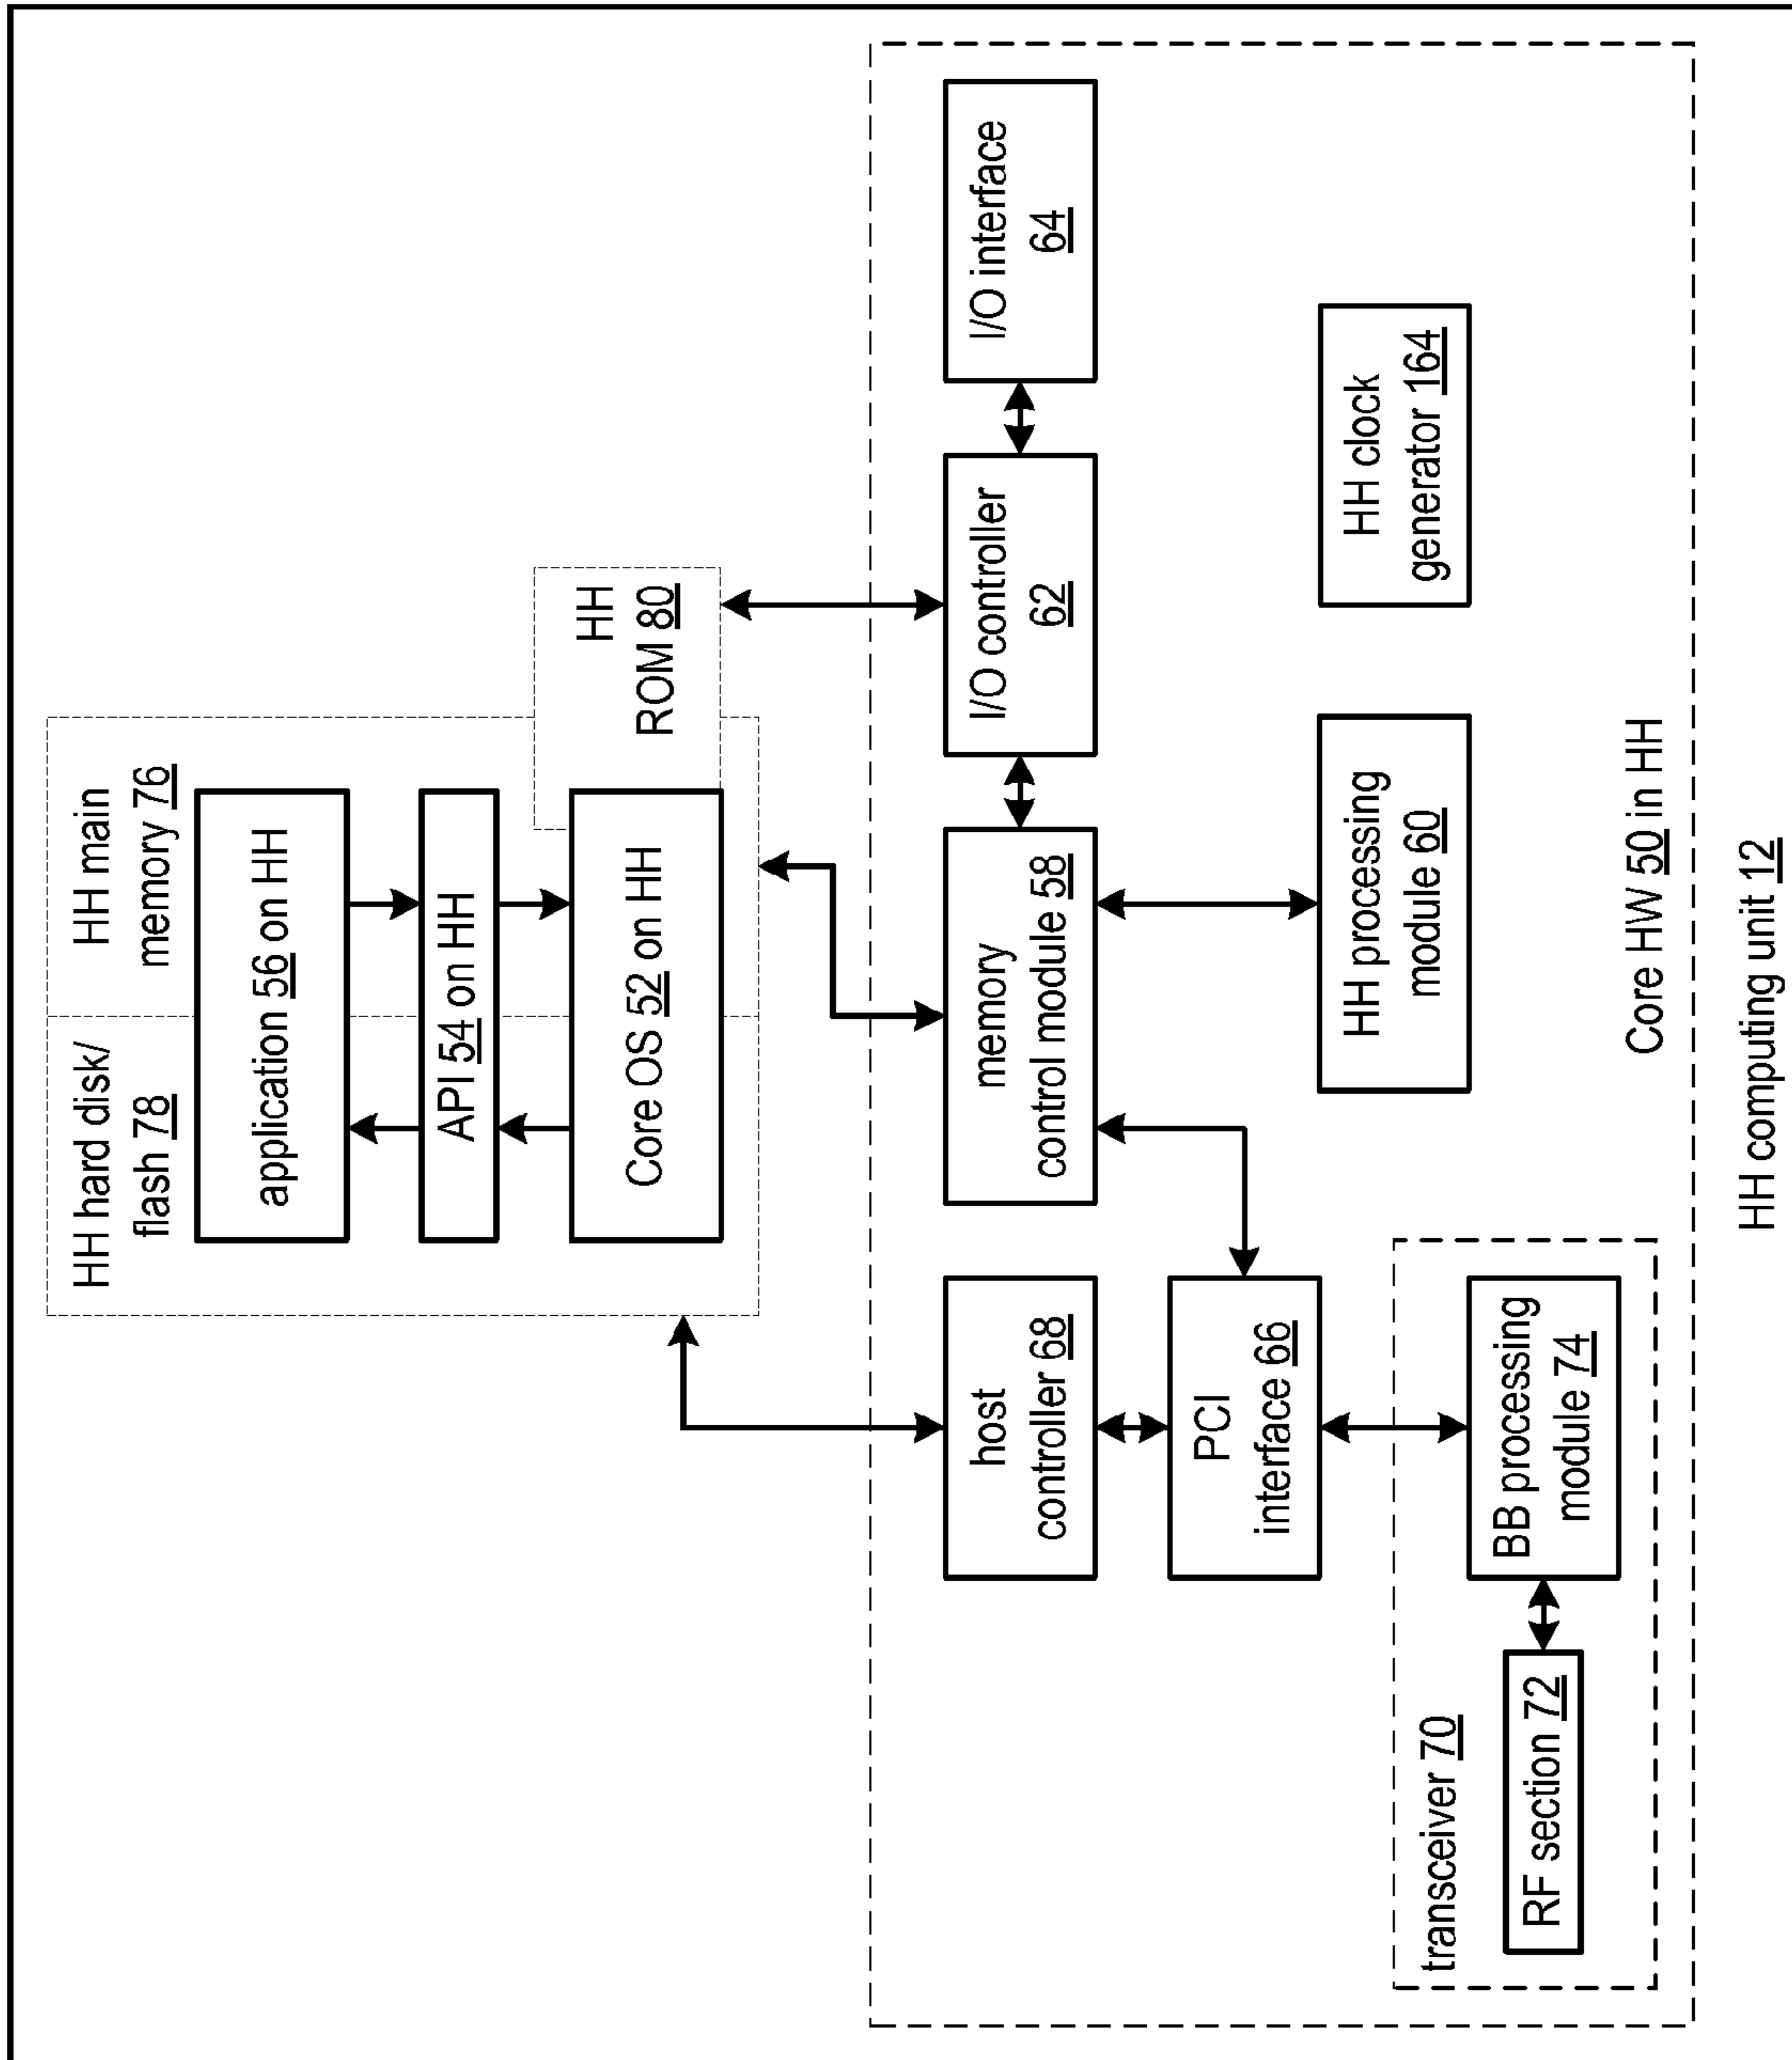 HH hard disk/
flash 78
HH main
memory 76
application 56 on HH
API 54 on HH
Core OS 52 on HH
HH
ROM 80
host
controller 68
memory
control module 58
I/O controller
62
I/O interface
64
PCI
interface 66
HH processing
module 60
HH clock
generator 164
transceiver 70
RF section 72
BB processing
module 74
Core HW 50 in HH
HH computing unit 12